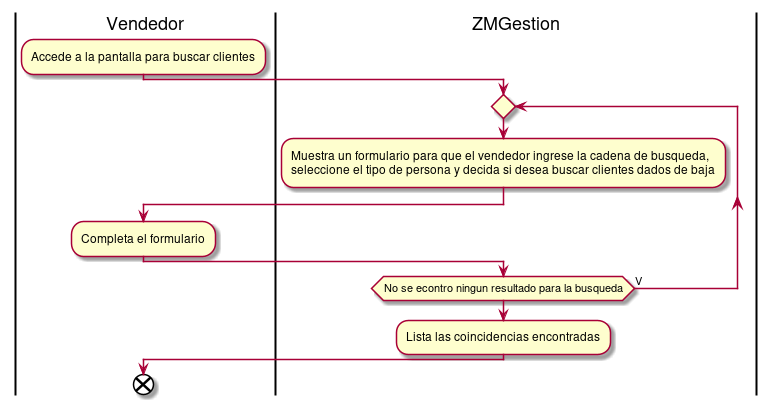 Vendedor
ZMGestion
Accede a la pantalla para buscar clientes
Muestra un formulario para que el vendedor ingrese la cadena de busqueda,
seleccione el tipo de persona y decida si desea buscar clientes dados de baja
Completa el formulario
No se econtro ningun resultado para la busqueda
V
Lista las coincidencias encontradas